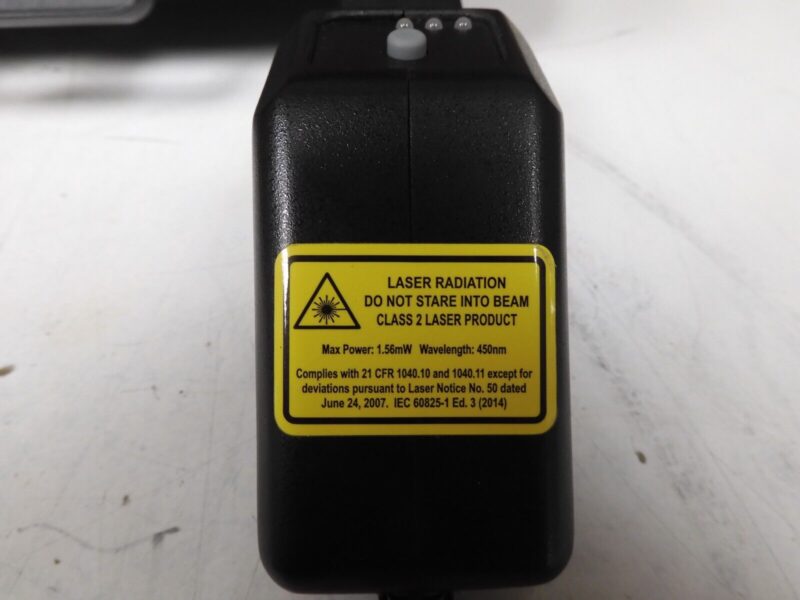 LASER RADIATION
DO NOT STARE INTO BEAM
CLASS 2 LASER PRODUCT
Max Power: 1.56mW Wavelength: 450nm
Complies with 21 CFR 1040.10 and 1040.11 except for
deviations pursuant to Laser Notice No. 50 dated
June 24, 2007. IEC 60825-1 Ed. 3 (2014)